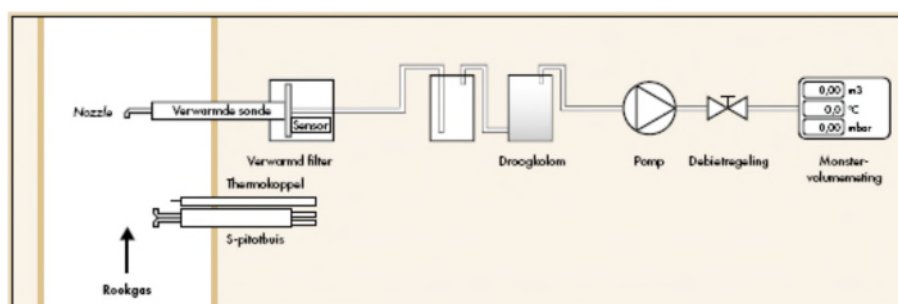 Nozzle
Verwarmde sonde
Sensor
Verwarmd filter
Thermokoppel
S-pitotbuis
Rookgas
Droogkolom
Pomp
Debietregeling
0,00 m3
0,0 °C
0,00 mbar
Monster-
volumemeting